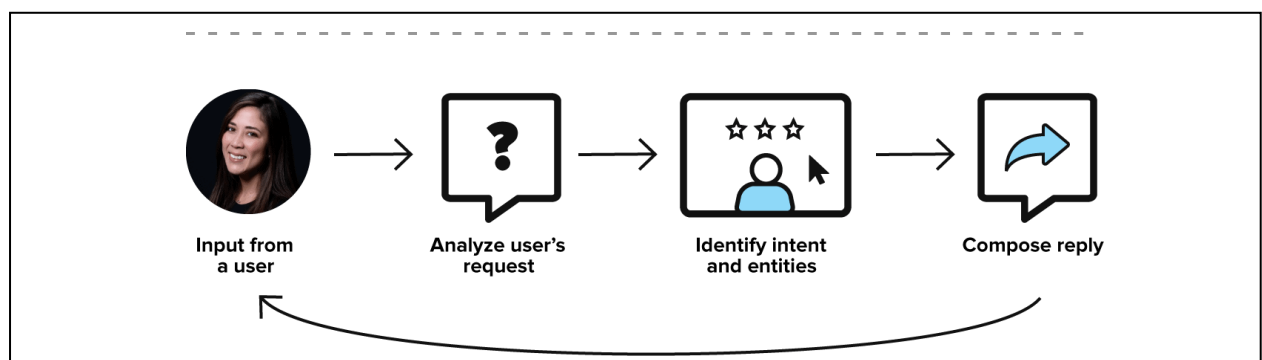 Input from
a user
Analyze user's
request
Identify intent
and entities
Compose reply